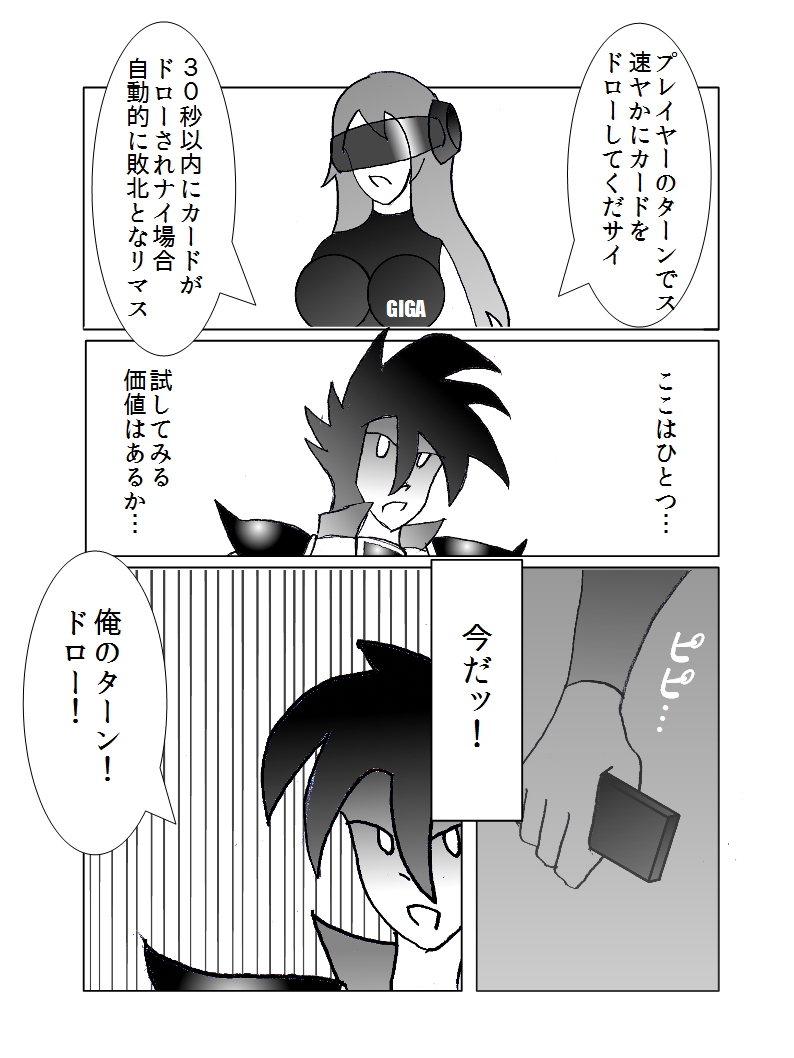 プレイヤーのターンでス
速ヤかにカードを
ドローしてくだサイ
３０秒以内にカードが
ドローされナイ場合
自動的に敗北となリマス
GIGA
ここはひとつ…
試してみる
価値はあるか…
ピピ…
今だッ！
俺のターン！
ドロー！